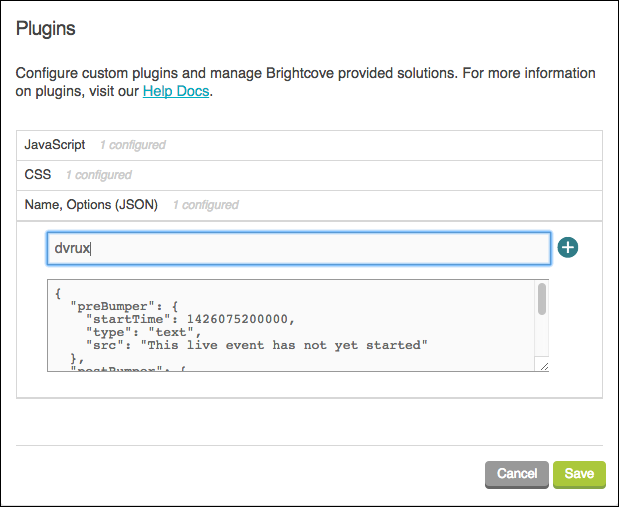 Plugins
Configure custom plugins and manage Brightcove provided solutions. For more information
on plugins, visit our Help Docs.
JavaScript 1 configured
CSS 1 configured
Name, Options (JSON) 1 configured
dvrux
{
"preBumper": {
"startTime": 1426075200000,
"type": "text",
"src": "This live event has not yet started"
},
"postBumper": {
Cancel Save